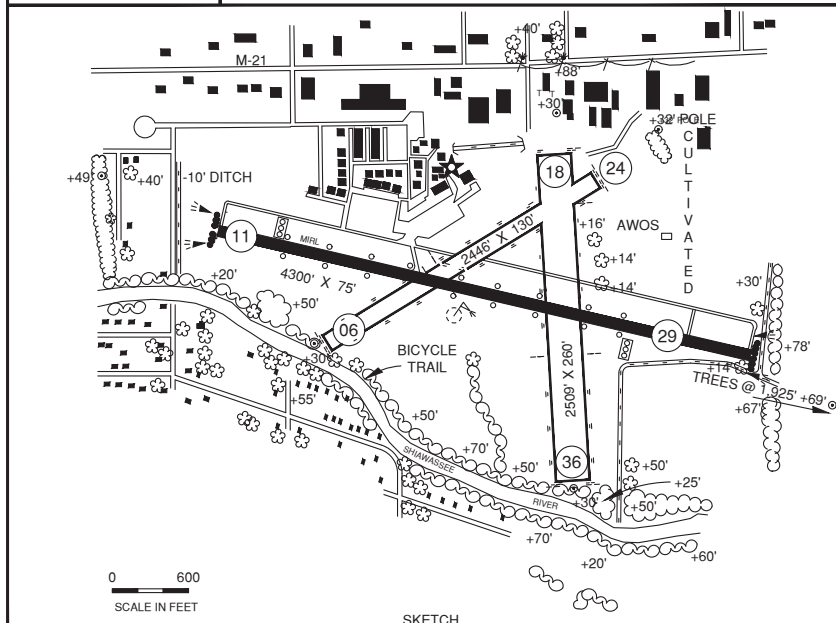 +40'
M-21
+88'
T T
+30'
+32' POLE
CULTIVATED
24
18
+49'
+40'
-10' DITCH
11
MIRL
2446' X 130'
+16'
AWOS
+14'
+14'
4300' X 75'
+20'
+50'
+30'
06
+30'
BICYCLE
TRAIL
29
+78'
+14'
TREES @ 1,925'
+69'
+67'
2509' X 260'
+55'
+50'
+70'
SHIAWASSEE
RIVER
+50'
36
+50'
+25'
+30'
+50'
+70'
+20'
+60'
0 600
SCALE IN FEET
SKETCH